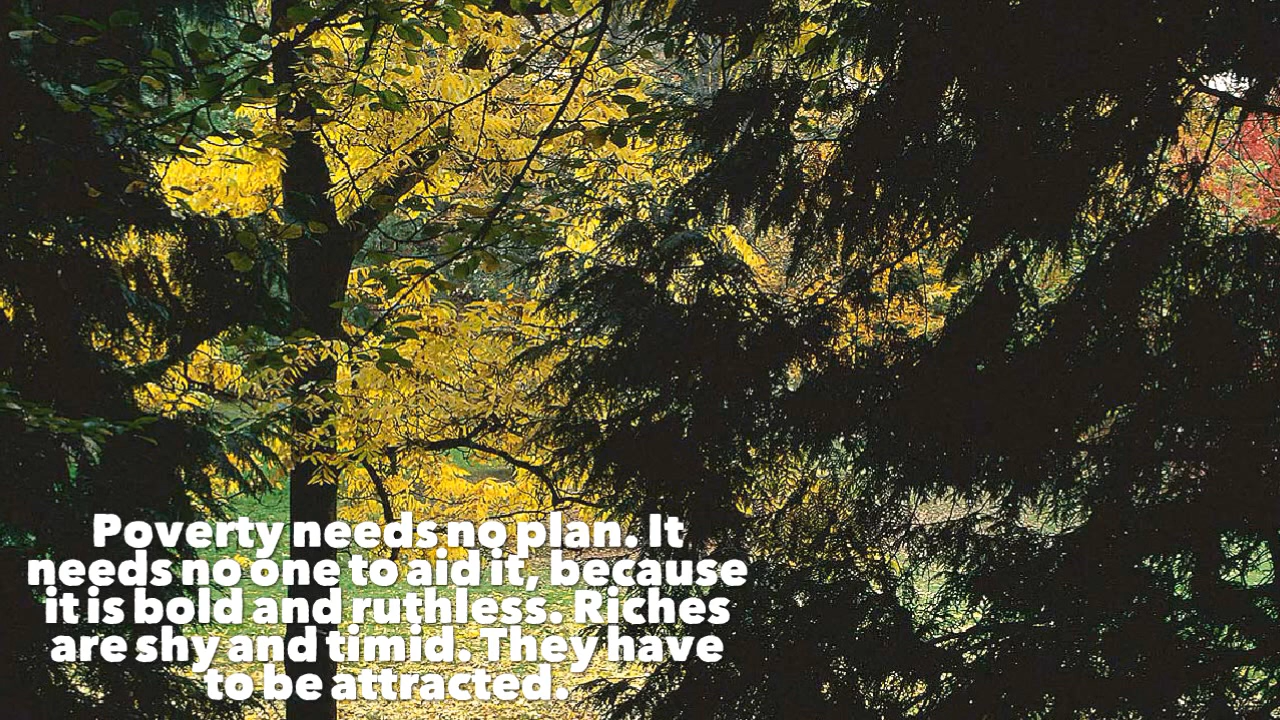 Poverty needs no plan. It
needs no one to aid it, because
it is bold and ruthless. Riches
are shy and timid. They have
to be attracted.